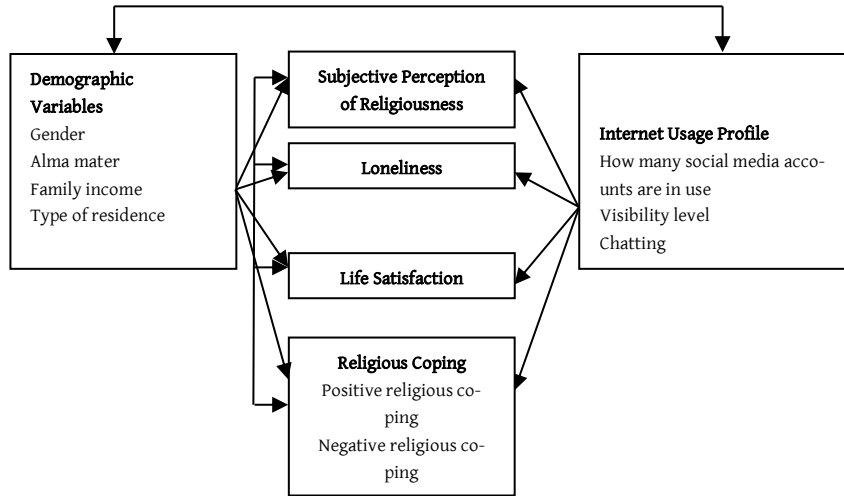 Demographic
Variables
Gender
Alma mater
Family income
Type of residence
Subjective Perception
of Religiousness
Loneliness
Life Satisfaction
Religious Coping
Positive religious co-
ping
Negative religious co-
ping
Internet Usage Profile
How many social media acco-
unts are in use
Visibility level
Chatting